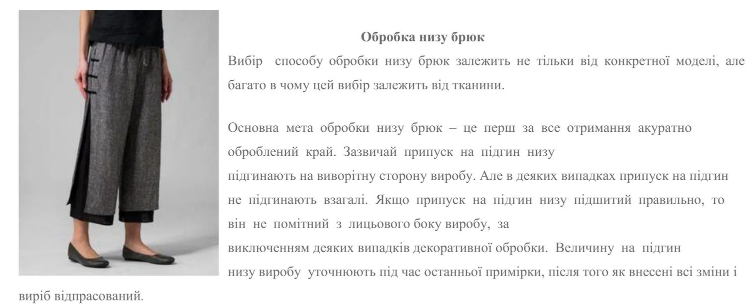 Обробка низу брюк
Вибір способу обробки низу брюк залежить не тільки від конкретної моделі, але
багато в чому цей вибір залежить від тканини.
Основна мета обробки низу брюк – це перш за все отримання акуратно
оброблений край. Зазвичай припуск на підгин низу
підгинають на виворітну сторону виробу. Але в деяких випадках припуск на підгин
не підгинають взагалі. Якщо припуск на підгин низу підшитий правильно, то
він не помітний з лицьового боку виробу, за
виключенням деяких випадків декоративної обробки. Величину на підгин
низу виробу уточнюють під час останньої примірки, після того як внесені всі зміни і
виріб відпрасований.